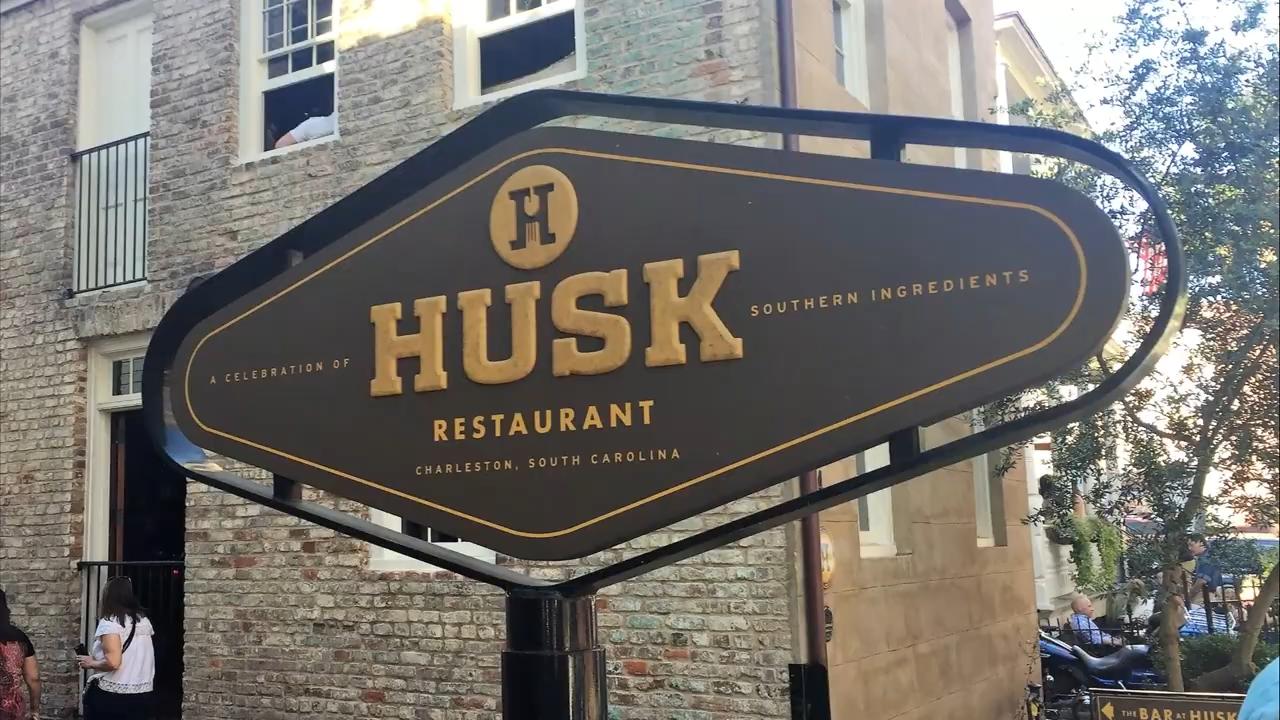 H
A CELEBRATION OF HUSK SOUTHERN INGREDIENTS
RESTAURANT
CHARLESTON, SOUTH CAROLINA
THE BAR AT HUSK